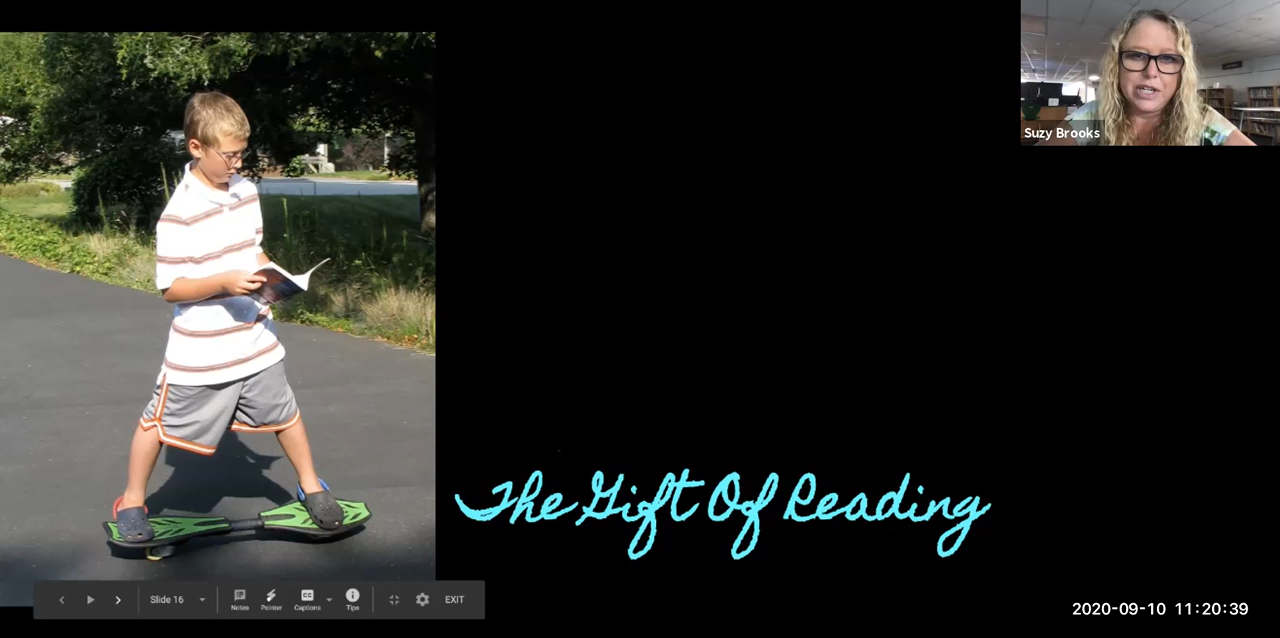 Suzy Brooks
The Gift Of Reading
Slide 16
Notes
Pointer
CC
Captions
Tips
EXIT
2020-09-10 11:20:39